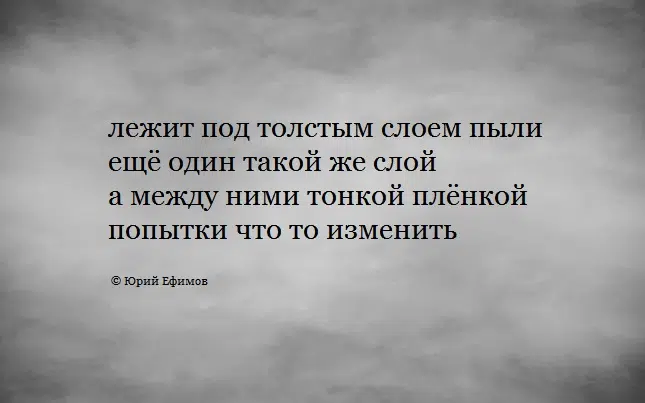 лежит под толстым слоем пыли
ещё один такой же слой
а между ними тонкой плёнкой
попытки что то изменить
© Юрий Ефимов